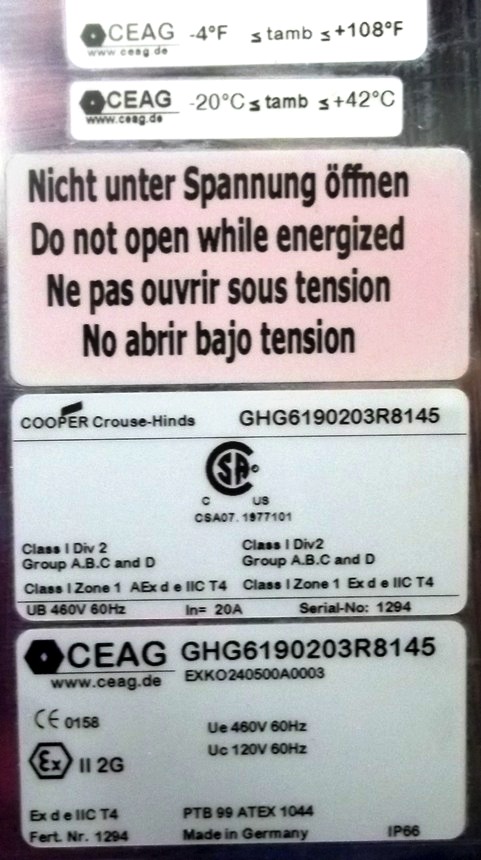 CEAG -4°F ≤ tamb ≤ +108°F
www.ceag.de
CEAG -20°C ≤ tamb ≤ +42°C
www.ceag.de
Nicht unter Spannung öffnen
Do not open while energized
Ne pas ouvrir sous tension
No abrir bajo tension
COOPER Crouse-Hinds GHG6190203R8145
SA
C US
CSA07.1977101
Class I Div 2 Class I Div2
Group A.B.C and D Group A.B.C and D
Class I Zone 1 AEx d e IIC T4 Class I Zone 1 Ex d e IIC T4
UB 460V 60Hz In= 20A Serial-No: 1294
CEAG GHG6190203R8145
www.ceag.de EXKO240500A0003
CE 0158 Ue 460V 60Hz
Uc 120V 60Hz
Ex II 2G
Ex d e IIC T4 PTB 99 ATEX 1044
Fert. Nr. 1294 Made in Germany IP66